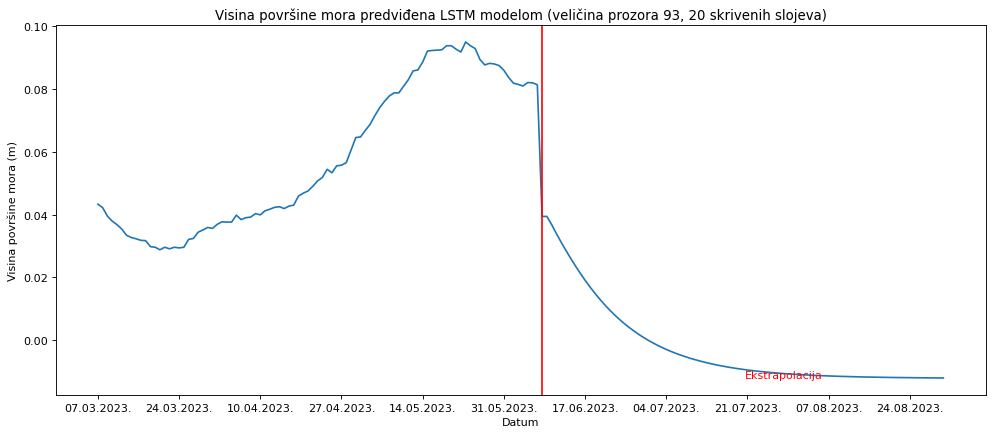 Visina površine mora predviđena LSTM modelom (veličina prozora 93, 20 skrivenih slojeva)
Visina površine mora (m)
0.10
0.08
0.06
0.04
0.02
0.00
Ekstrapolacija
07.03.2023. 24.03.2023. 10.04.2023. 27.04.2023. 14.05.2023. 31.05.2023. 17.06.2023. 04.07.2023. 21.07.2023. 07.08.2023. 24.08.2023.
Datum